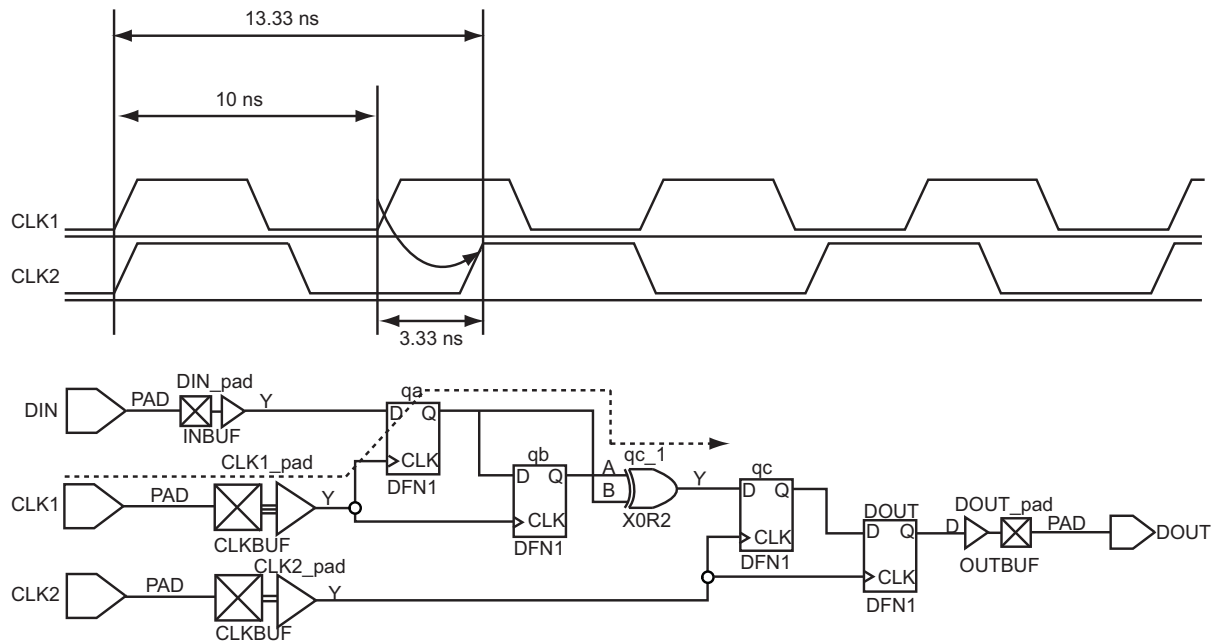 13.33 ns
10 ns
CLK1
CLK2
3.33 ns
DIN
PAD
DIN_pad
INBUF
Y
qa
D Q
CLK
DFN1
CLK1
PAD
CLK1_pad
CLKBUF
Y
qb
D Q
CLK
DFN1
qc_1
A
B
Y
X0R2
qc
D Q
CLK
DFN1
DOUT
D Q
CLK
DFN1
D
DOUT_pad
OUTBUF
PAD
DOUT
CLK2
PAD
CLK2_pad
CLKBUF
Y